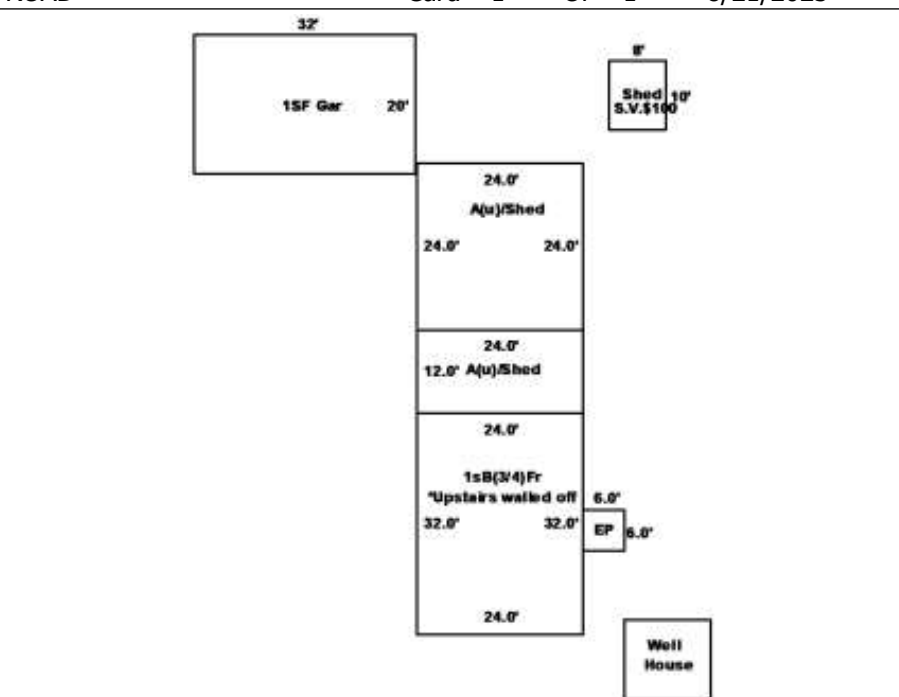 32'
1SF Gar 20'
8'
Shed 10'
S.V.$100
24.0'
A(u)/Shed
24.0' 24.0'
24.0'
12.0' A(u)/Shed
24.0'
1sB(3/4)Fr
*Upstairs walled off
32.0' 32.0'
24.0'
6.0'
EP 6.0'
Well
House